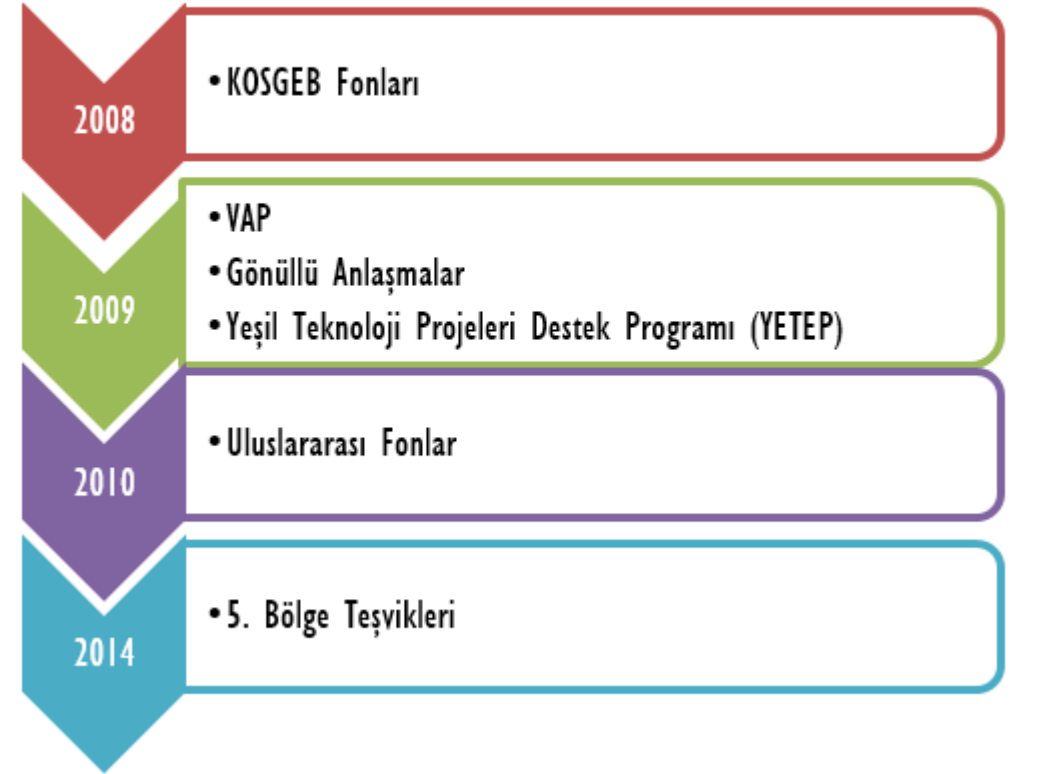 2008
• KOSGEB Fonları
2009
• VAP
• Gönüllü Anlaşmalar
• Yeşil Teknoloji Projeleri Destek Programı (YETEP)
2010
• Uluslararası Fonlar
2014
• 5. Bölge Teşvikleri